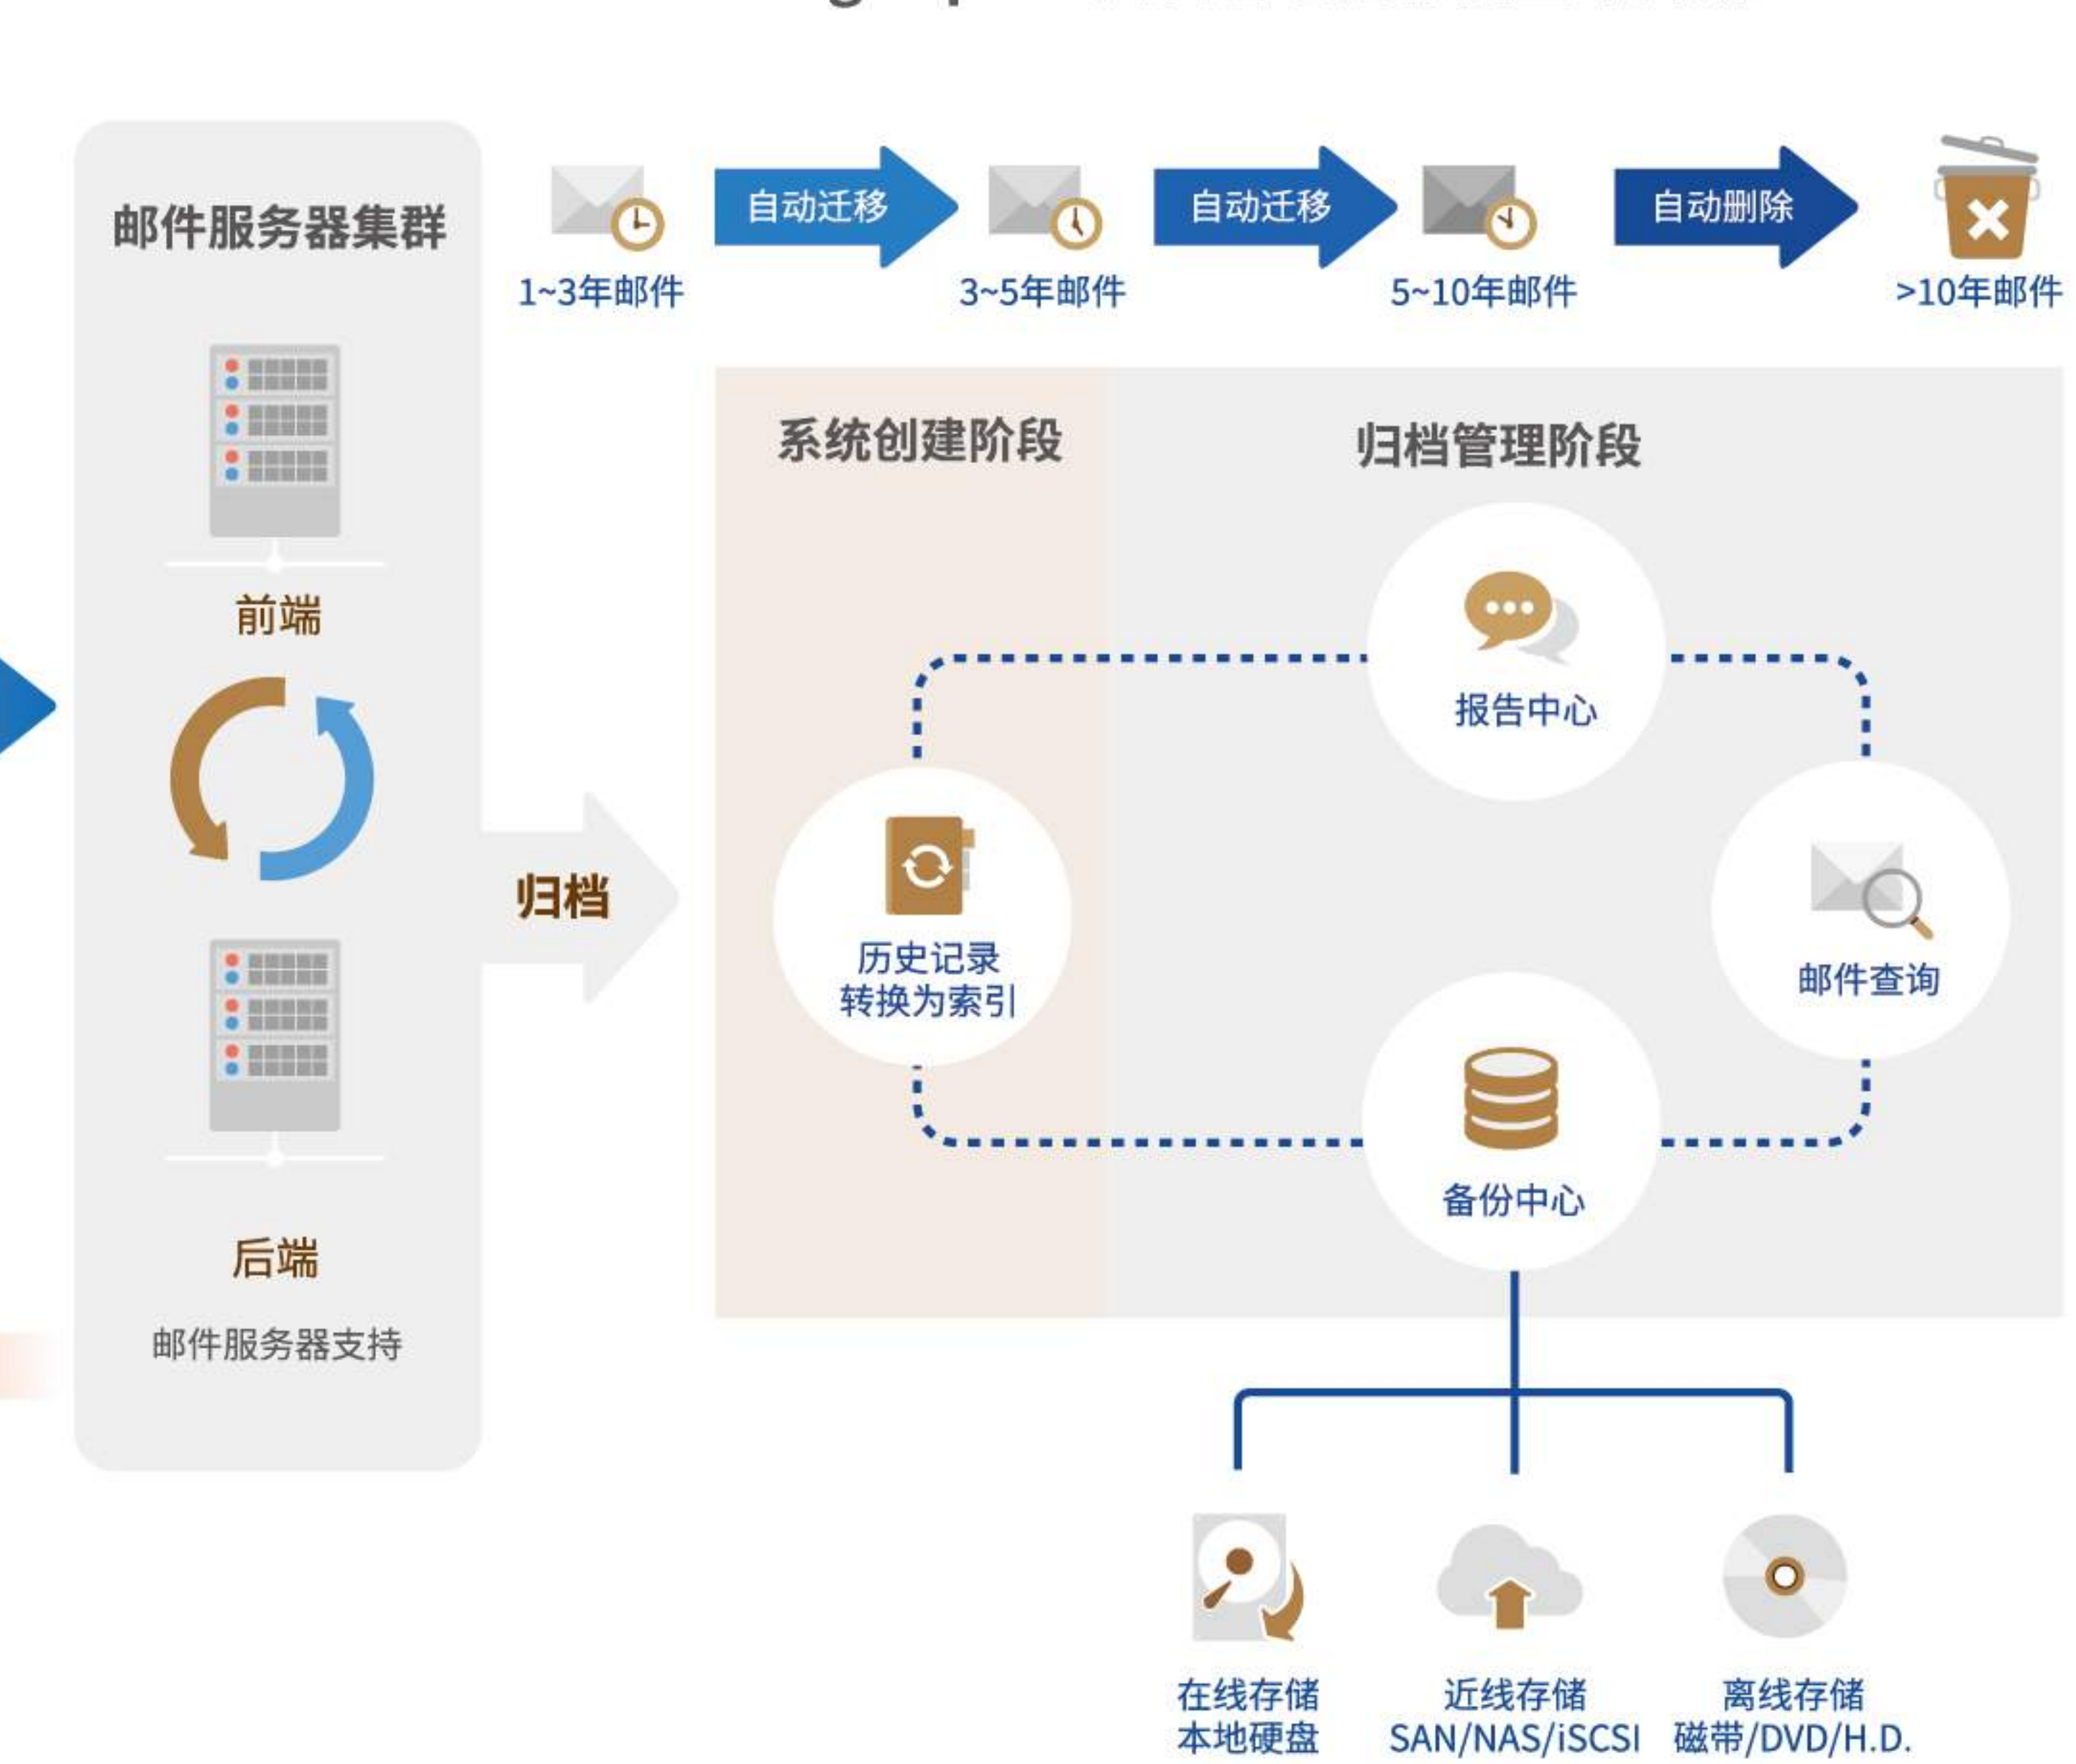 邮件服务器集群
自动迁移
自动迁移
自动删除
1~3年邮件
3~5年邮件
5~10年邮件
>10年邮件
系统创建阶段
归档管理阶段
前端
报告中心
归档
历史记录
转换为索引
邮件查询
备份中心
后端
邮件服务器支持
在线存储
本地硬盘
近线存储
SAN/NAS/iSCSI
离线存储
磁带/DVD/H.D.